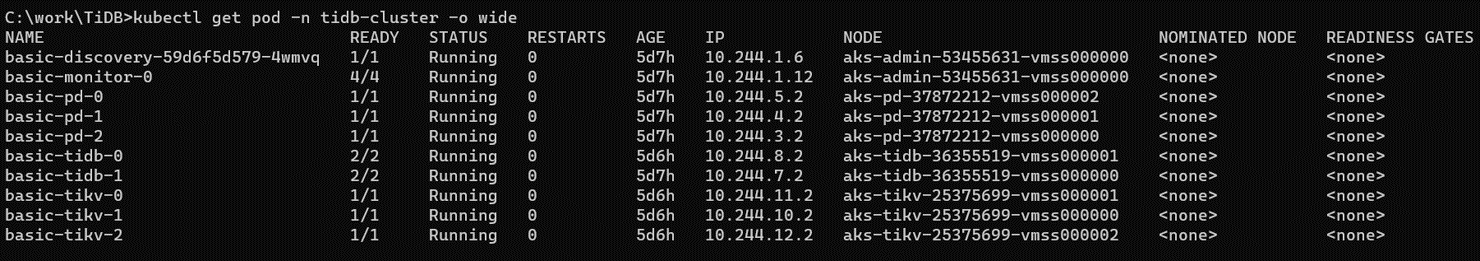 C:\work\TiDB>kubectl get pod -n tidb-cluster -o wide
NAME READY STATUS RESTARTS AGE IP NODE NOMINATED NODE READINESS GATES
basic-discovery-59d6f5d579-4wmvq 1/1 Running 0 5d7h 10.244.1.6 aks-admin-53455631-vmss000000 <none> <none>
basic-monitor-0 4/4 Running 0 5d7h 10.244.1.12 aks-admin-53455631-vmss000000 <none> <none>
basic-pd-0 1/1 Running 0 5d7h 10.244.5.2 aks-pd-37872212-vmss000002 <none> <none>
basic-pd-1 1/1 Running 0 5d7h 10.244.4.2 aks-pd-37872212-vmss000001 <none> <none>
basic-pd-2 1/1 Running 0 5d7h 10.244.3.2 aks-pd-37872212-vmss000000 <none> <none>
basic-tidb-0 2/2 Running 0 5d6h 10.244.8.2 aks-tidb-36355519-vmss000001 <none> <none>
basic-tidb-1 2/2 Running 0 5d6h 10.244.7.2 aks-tidb-36355519-vmss000000 <none> <none>
basic-tikv-0 1/1 Running 0 5d6h 10.244.11.2 aks-tikv-25375699-vmss000001 <none> <none>
basic-tikv-1 1/1 Running 0 5d6h 10.244.10.2 aks-tikv-25375699-vmss000000 <none> <none>
basic-tikv-2 1/1 Running 0 5d6h 10.244.12.2 aks-tikv-25375699-vmss000002 <none> <none>